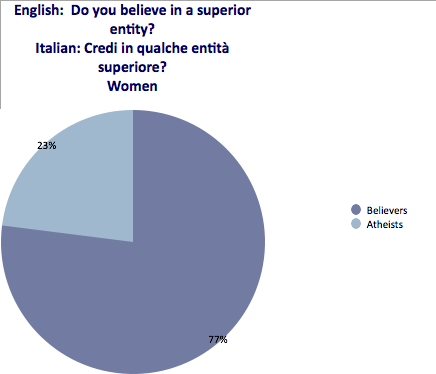 English:  Do you believe in a superior
entity?
Italian: Credi in qualche entità
superiore?
Women
23%
Believers
Atheists
77%